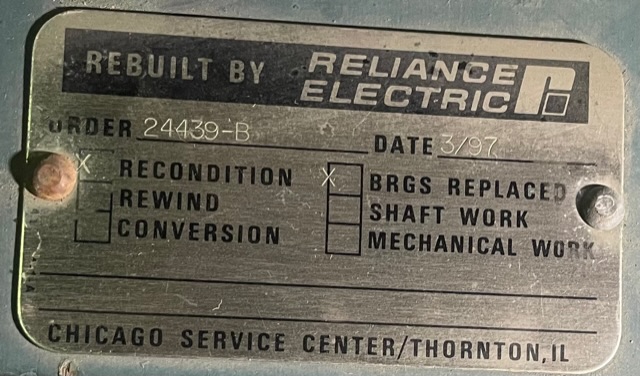 REBUILT BY RELIANCE ELECTRIC
ORDER 24439-B DATE 3/97
X RECONDITION X BRGS REPLACED
REWIND SHAFT WORK
CONVERSION MECHANICAL WORK
CHICAGO SERVICE CENTER/THORNTON, IL